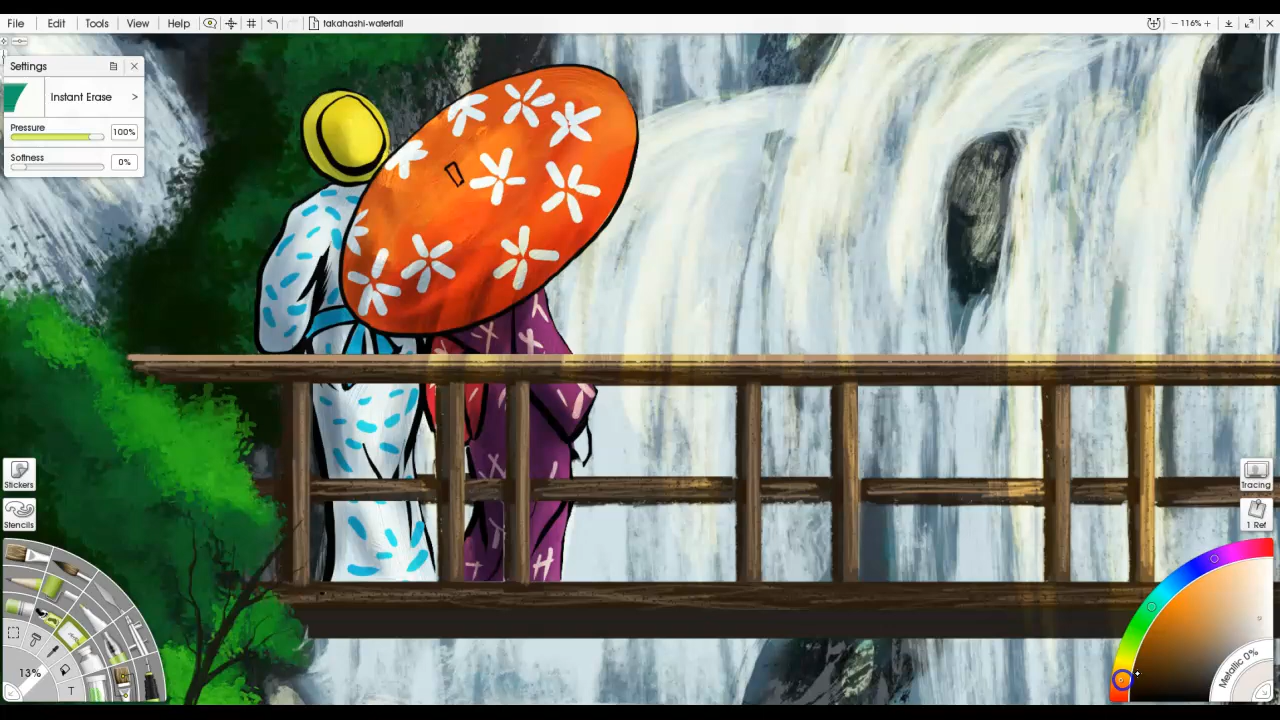 File Edit Tools View Help takahashi-waterfall 116%
Settings
Instant Erase >
Pressure 100%
Softness 0%
Stickers
Stencils
Tracing
1 Ref
13%
T
Metallic 0%